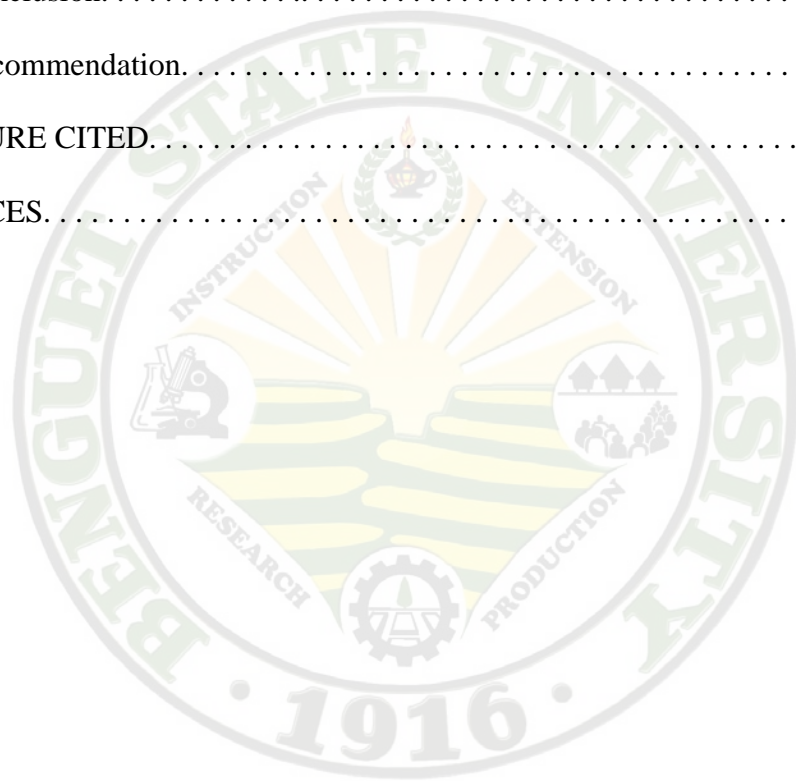 nclusion. . . . . . . . . . . . .. . . . . . . . . . . . . . . . . . . . . . . . . . . . . . . . .
commendation. . . . . . . . . . .. . . . . . . . . . . . . . . . . . . . . . . . . . . .
URE CITED. . . . . . . . . . . . . . . . . . . . . . . . . . . . . . . . . . . . . . . . . .
CES. . . . . . . . . . . . . . . . . . . . . . . . . . . . . . . . . . . . . . . . . . . . . . .
BENGUET STATE UNIVERSITY
INSTRUCTION
EXTENSION
RESEARCH
PRODUCTION
· 1916 ·